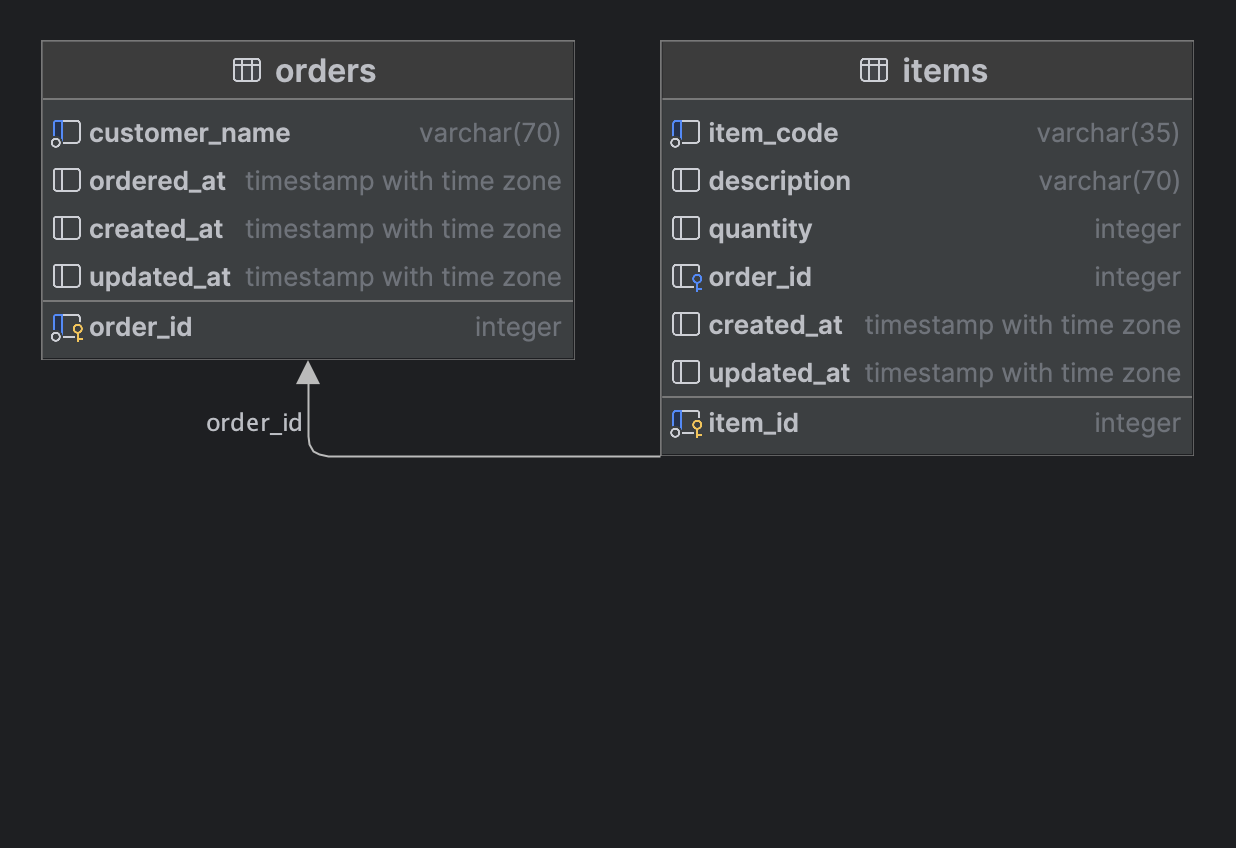 orders
customer_name varchar(70)
ordered_at timestamp with time zone
created_at timestamp with time zone
updated_at timestamp with time zone
order_id integer
order_id
items
item_code varchar(35)
description varchar(70)
quantity integer
order_id integer
created_at timestamp with time zone
updated_at timestamp with time zone
item_id integer